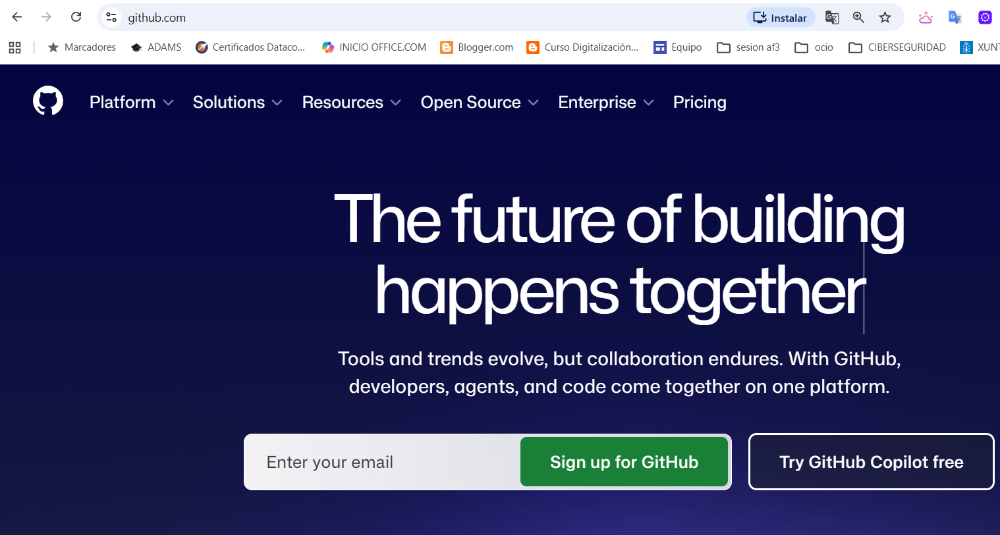 github.com
Instalar
Marcadores ADAMS Certificados Dataco... INICIO OFFICE.COM Blogger.com Curso Digitalización... Equipo sesion af3 ocio CIBERSEGURIDAD XUNT
Platform Solutions Resources Open Source Enterprise Pricing
The future of building
happens together
Tools and trends evolve, but collaboration endures. With GitHub,
developers, agents, and code come together on one platform.
Enter your email Sign up for GitHub Try GitHub Copilot free